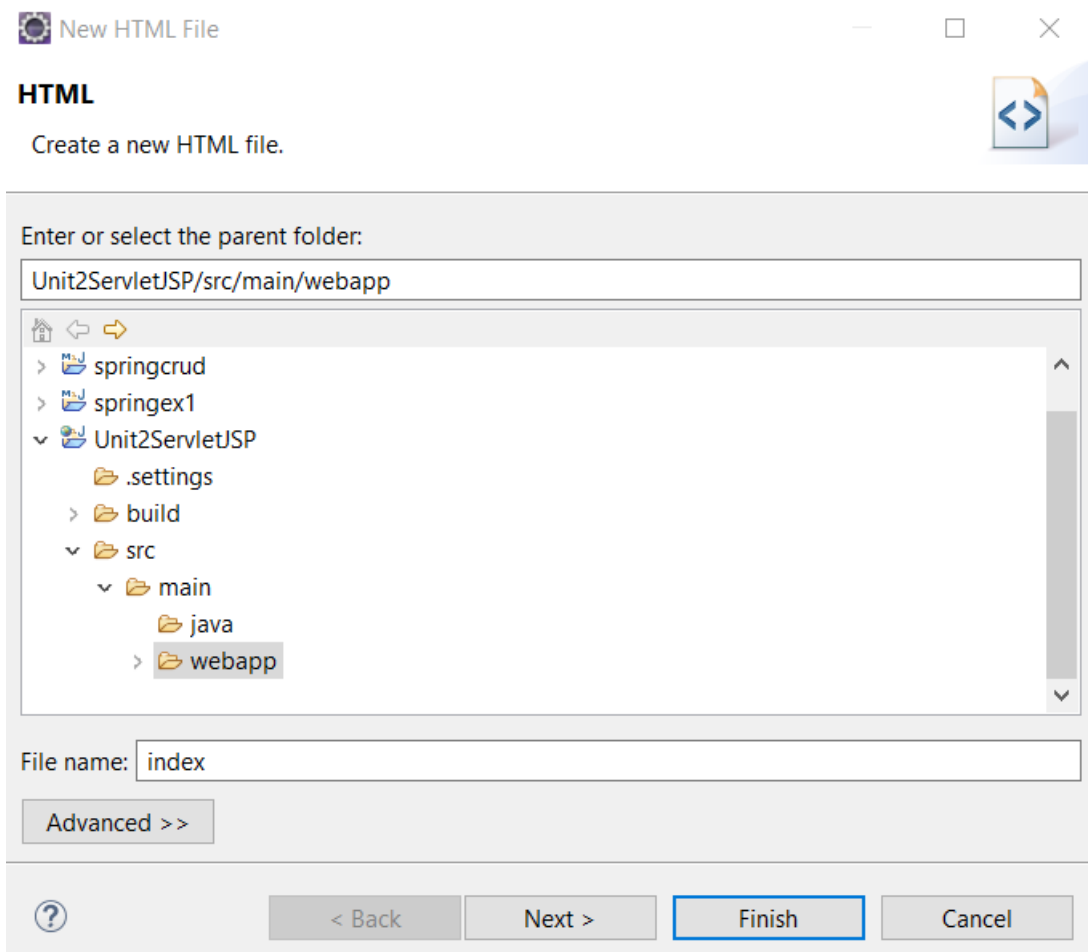 New HTML File
HTML
Create a new HTML file.
Enter or select the parent folder:
Unit2ServletJSP/src/main/webapp
springcrud
springex1
Unit2ServletJSP
.settings
build
src
main
java
webapp
File name: index
Advanced >>
< Back Next > Finish Cancel